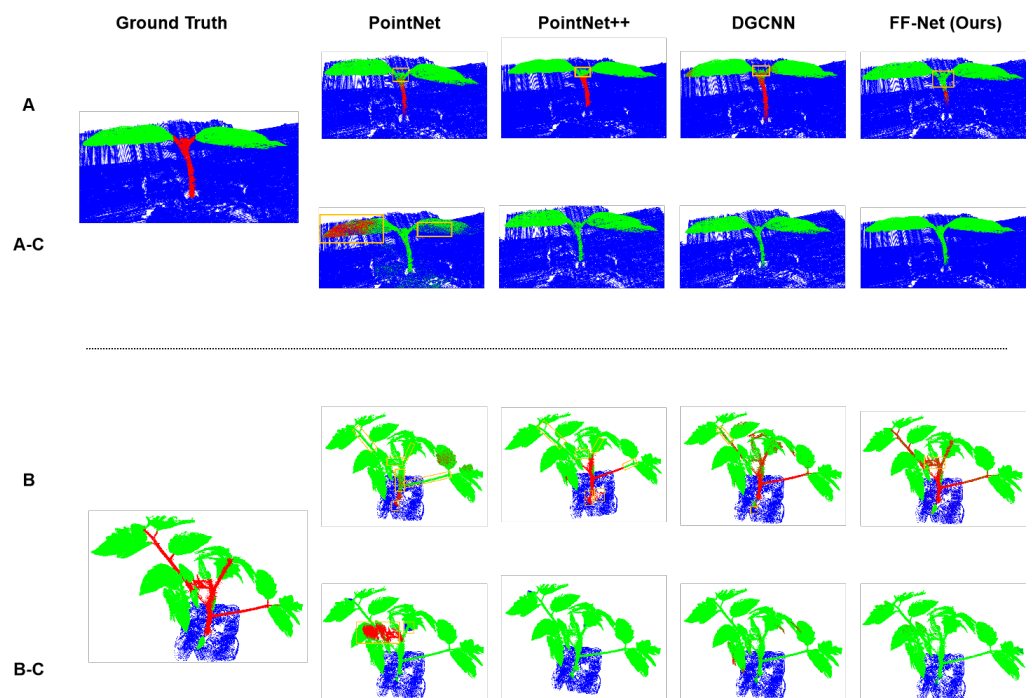 Ground Truth PointNet PointNet++ DGCNN FF-Net (Ours)
A
A-C
B
B-C